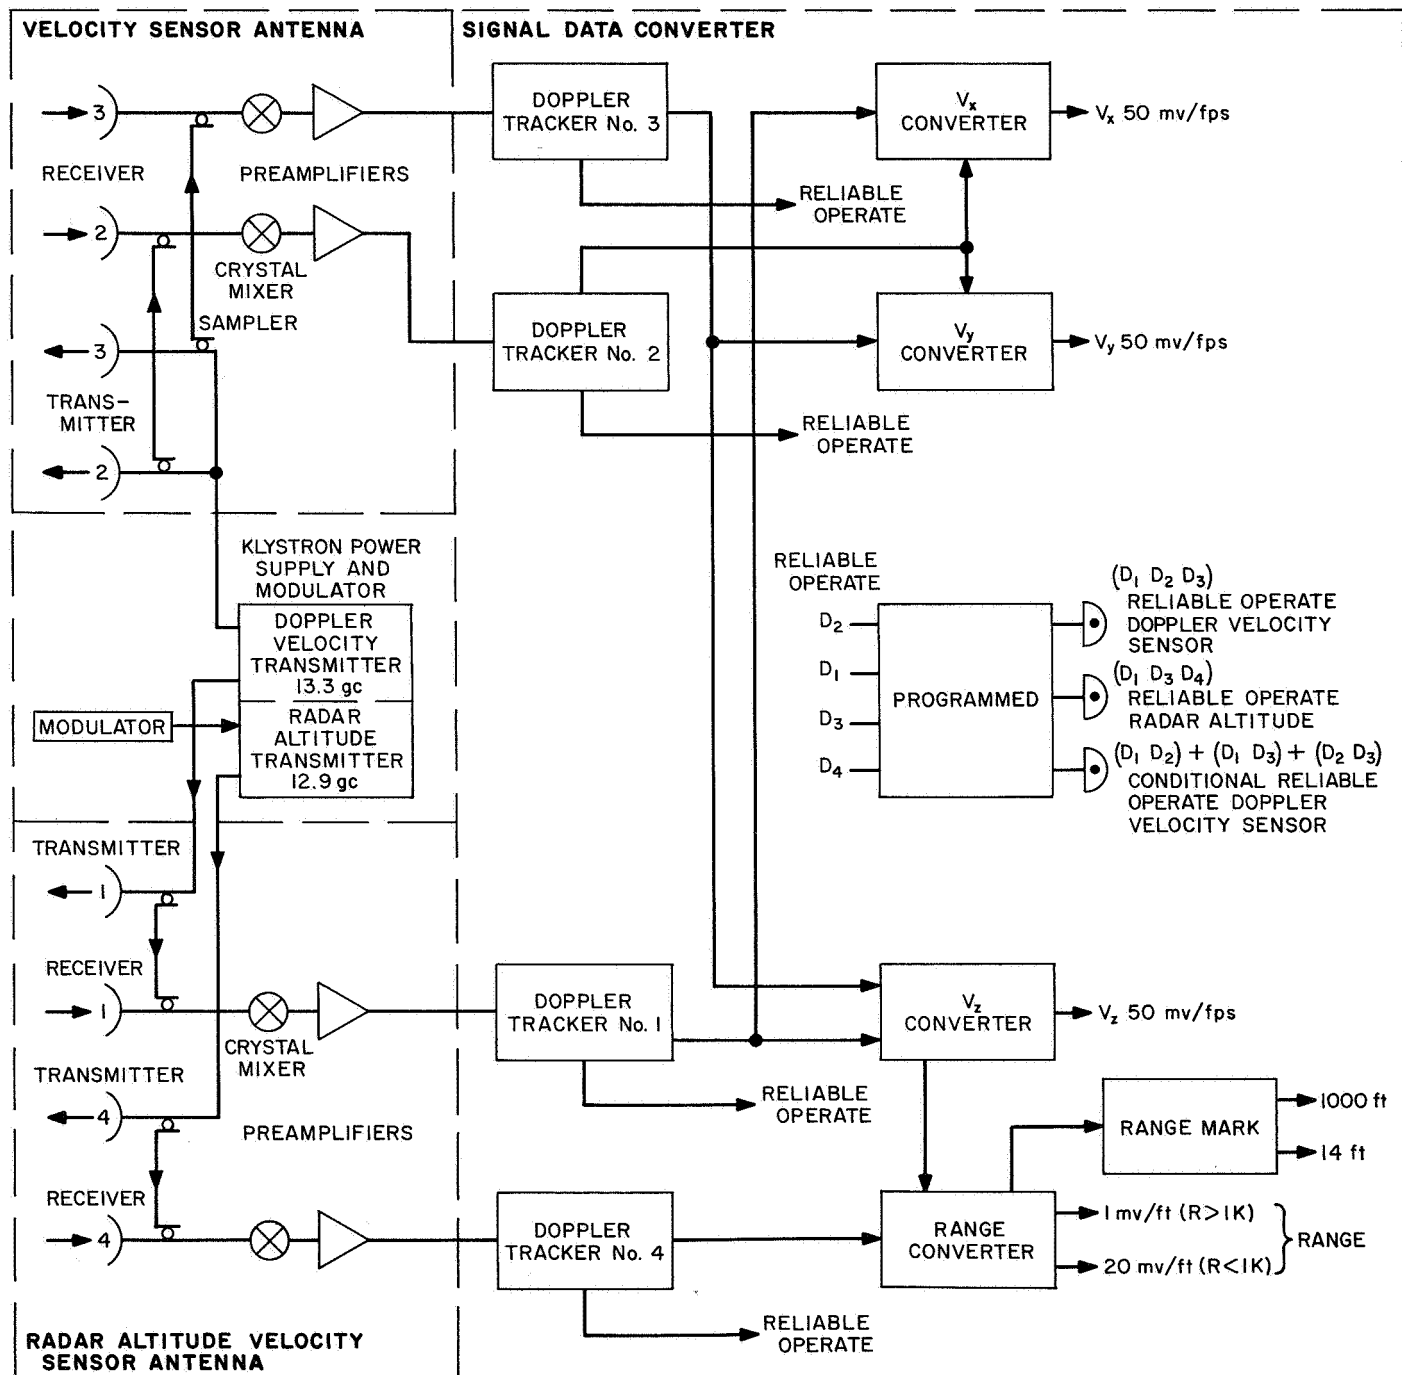 VELOCITY SENSOR ANTENNA
SIGNAL DATA CONVERTER
3
RECEIVER
PREAMPLIFIERS
2
CRYSTAL
MIXER
SAMPLER
3
TRANS-
MITTER
2
DOPPLER
TRACKER No. 3
RELIABLE
OPERATE
DOPPLER
TRACKER No. 2
RELIABLE
OPERATE
Vx
CONVERTER
Vx 50 mv/fps
Vy
CONVERTER
Vy 50 mv/fps
KLYSTRON POWER
SUPPLY AND
MODULATOR
DOPPLER
VELOCITY
TRANSMITTER
13.3 gc
MODULATOR
RADAR
ALTITUDE
TRANSMITTER
12.9 gc
RELIABLE
OPERATE
D2
D1
D3
D4
PROGRAMMED
(D1 D2 D3)
RELIABLE OPERATE
DOPPLER VELOCITY
SENSOR
(D1 D3 D4)
RELIABLE OPERATE
RADAR ALTITUDE
(D1 D2) + (D1 D3) + (D2 D3)
CONDITIONAL RELIABLE
OPERATE DOPPLER
VELOCITY SENSOR
TRANSMITTER
1
RECEIVER
1
CRYSTAL
MIXER
TRANSMITTER
4
PREAMPLIFIERS
RECEIVER
4
DOPPLER
TRACKER No. 1
RELIABLE
OPERATE
DOPPLER
TRACKER No. 4
RELIABLE
OPERATE
Vz
CONVERTER
Vz 50 mv/fps
RANGE MARK
1000 ft
14 ft
RANGE
CONVERTER
1 mv/ft (R>1K)
20 mv/ft (R<1K)
RANGE
RADAR ALTITUDE VELOCITY
SENSOR ANTENNA